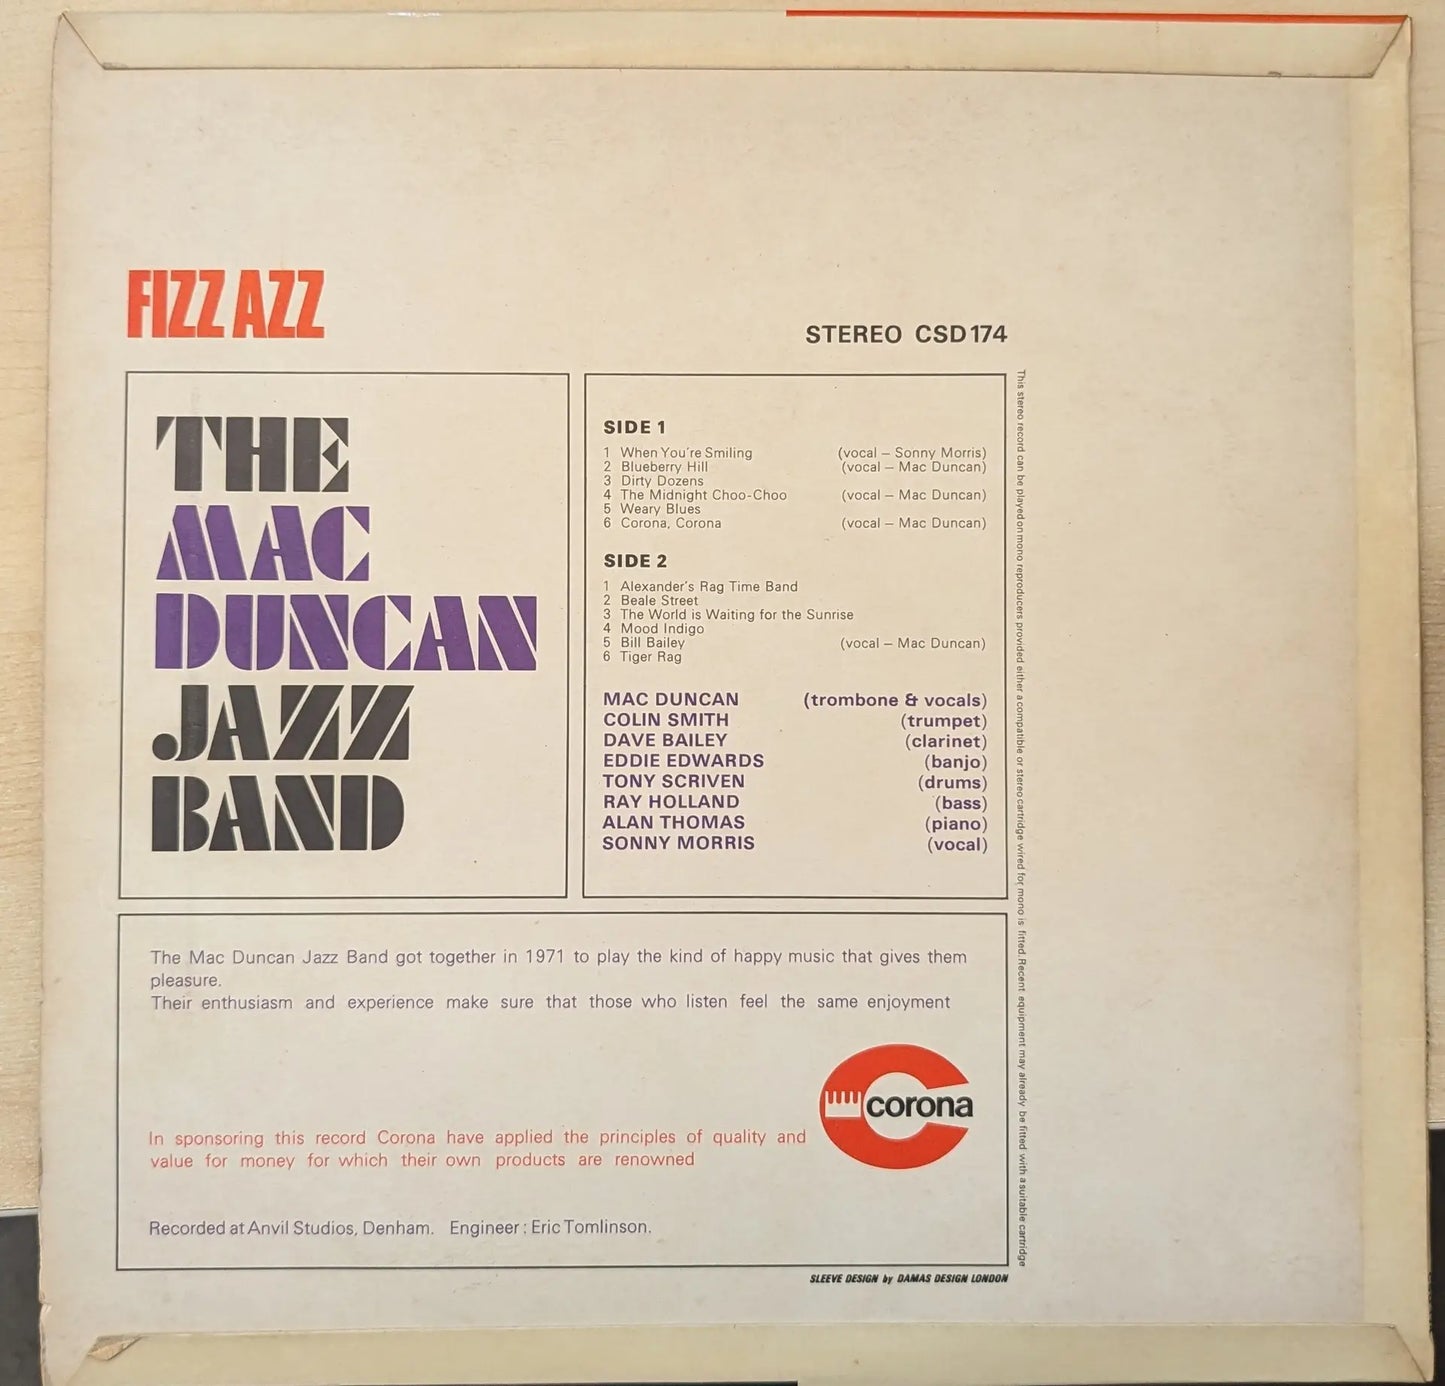 FIZZ AZZ
STEREO CSD 174
THE
MAC
DUNCAN
JAZZ
BAND
SIDE 1
1 When You're Smiling (vocal – Sonny Morris)
2 Blueberry Hill (vocal – Mac Duncan)
3 Dirty Dozens
4 The Midnight Choo-Choo (vocal – Mac Duncan)
5 Weary Blues
6 Corona, Corona (vocal – Mac Duncan)
SIDE 2
1 Alexander's Rag Time Band
2 Beale Street
3 The World is Waiting for the Sunrise
4 Mood Indigo
5 Bill Bailey (vocal – Mac Duncan)
6 Tiger Rag
MAC DUNCAN (trombone & vocals)
COLIN SMITH (trumpet)
DAVE BAILEY (clarinet)
EDDIE EDWARDS (banjo)
TONY SCRIVEN (drums)
RAY HOLLAND (bass)
ALAN THOMAS (piano)
SONNY MORRIS (vocal)
This stereo record can be played on mono reproducers provided either a compatible or stereo cartridge wired for mono is fitted. Recent equipment may already be fitted with a suitable cartridge
The Mac Duncan Jazz Band got together in 1971 to play the kind of happy music that gives them
pleasure.
Their enthusiasm and experience make sure that those who listen feel the same enjoyment
corona
In sponsoring this record Corona have applied the principles of quality and
value for money for which their own products are renowned
Recorded at Anvil Studios, Denham. Engineer : Eric Tomlinson.
SLEEVE DESIGN by DAMAS DESIGN LONDON